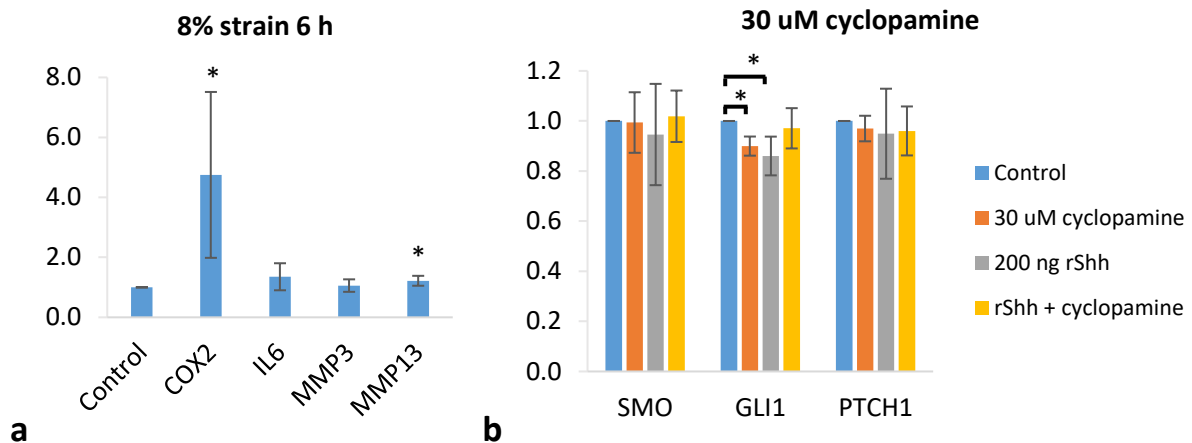 8% strain 6 h
8.0
6.0
4.0
2.0
0.0
*
*
Control
COX2
IL6
MMP3
MMP13
a
30 uM cyclopamine
1.2
1.0
0.8
0.6
0.4
0.2
0.0
*
*
SMO
GLI1
PTCH1
Control
30 uM cyclopamine
200 ng rShh
rShh + cyclopamine
b